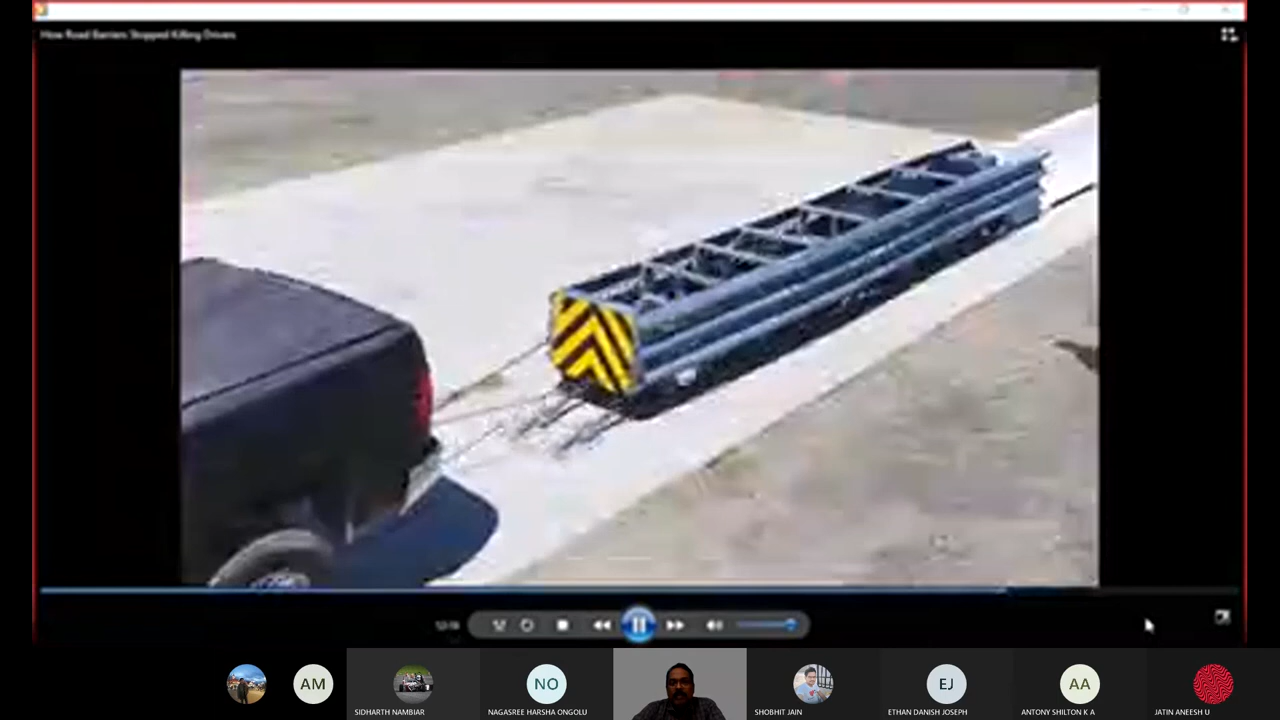 How Road Barriers Stopped Killing Drivers
AM
NO
EJ
AA
SIDHARTH NAMBIAR
NAGASREE HARSHA ONGOLU
SHOBHIT JAIN
ETHAN DANISH JOSEPH
ANTONY SHILTON K A
JATIN ANEESH U